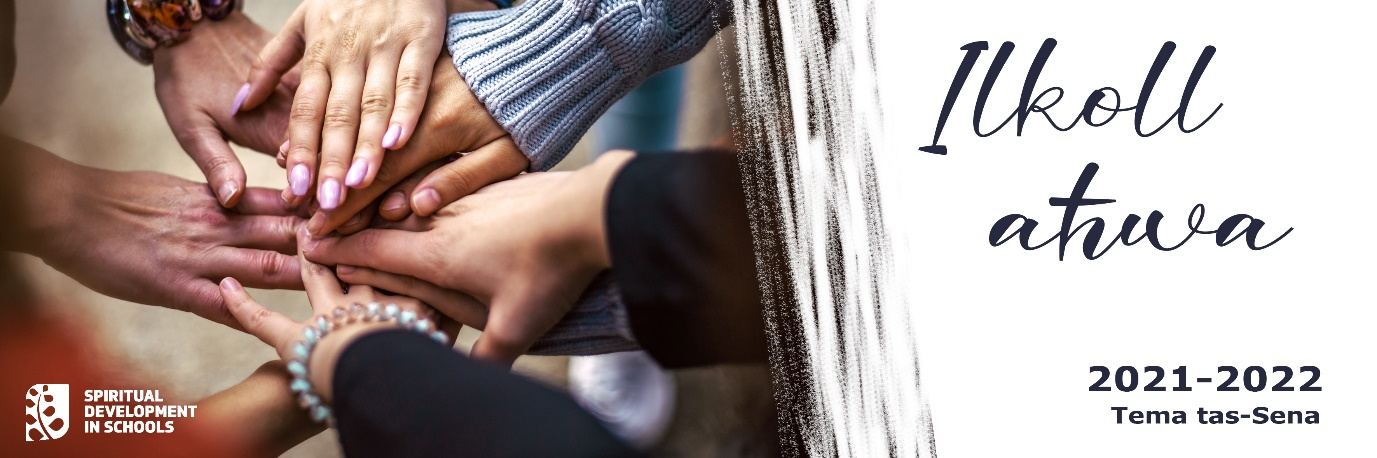 Ilkoll
aħwa
2021-2022
Tema tas-Sena
SPIRITUAL
DEVELOPMENT
IN SCHOOLS